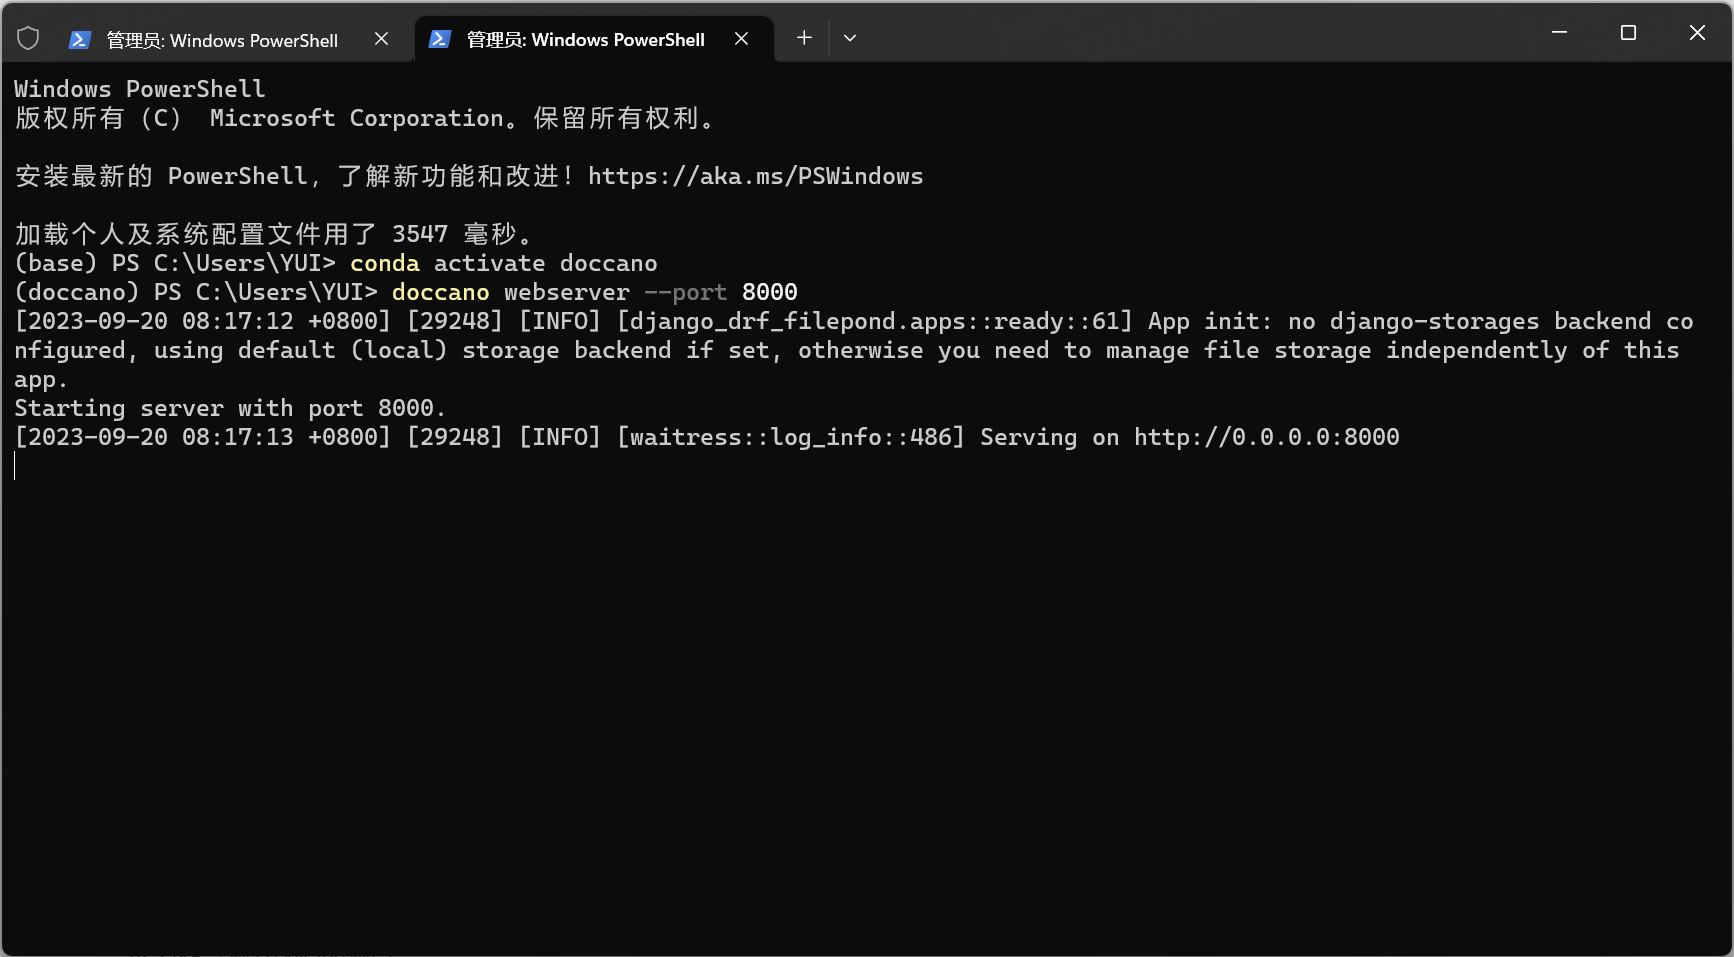 管理员: Windows PowerShell
管理员: Windows PowerShell
Windows PowerShell
版权所有（C） Microsoft Corporation。保留所有权利。
安装最新的 PowerShell，了解新功能和改进！https://aka.ms/PSWindows
加载个人及系统配置文件用了 3547 毫秒。
(base) PS C:\Users\YUI> conda activate doccano
(doccano) PS C:\Users\YUI> doccano webserver --port 8000
[2023-09-20 08:17:12 +0800] [29248] [INFO] [django_drf_filepond.apps::ready::61] App init: no django-storages backend co
nfigured, using default (local) storage backend if set, otherwise you need to manage file storage independently of this
app.
Starting server with port 8000.
[2023-09-20 08:17:13 +0800] [29248] [INFO] [waitress::log_info::486] Serving on http://0.0.0.0:8000